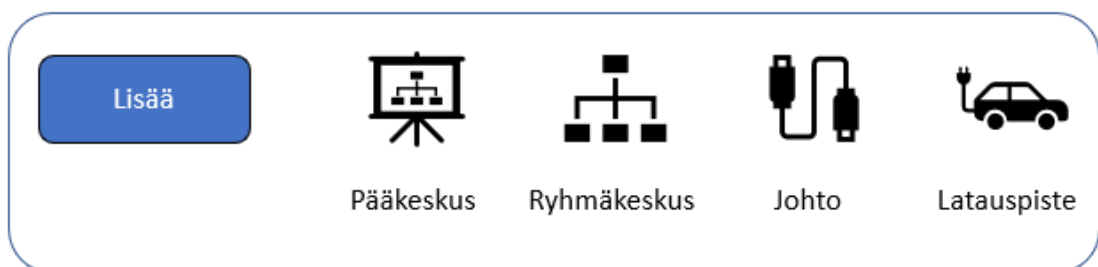 Lisää
Pääkeskus
Ryhmäkeskus
Johto
Latauspiste